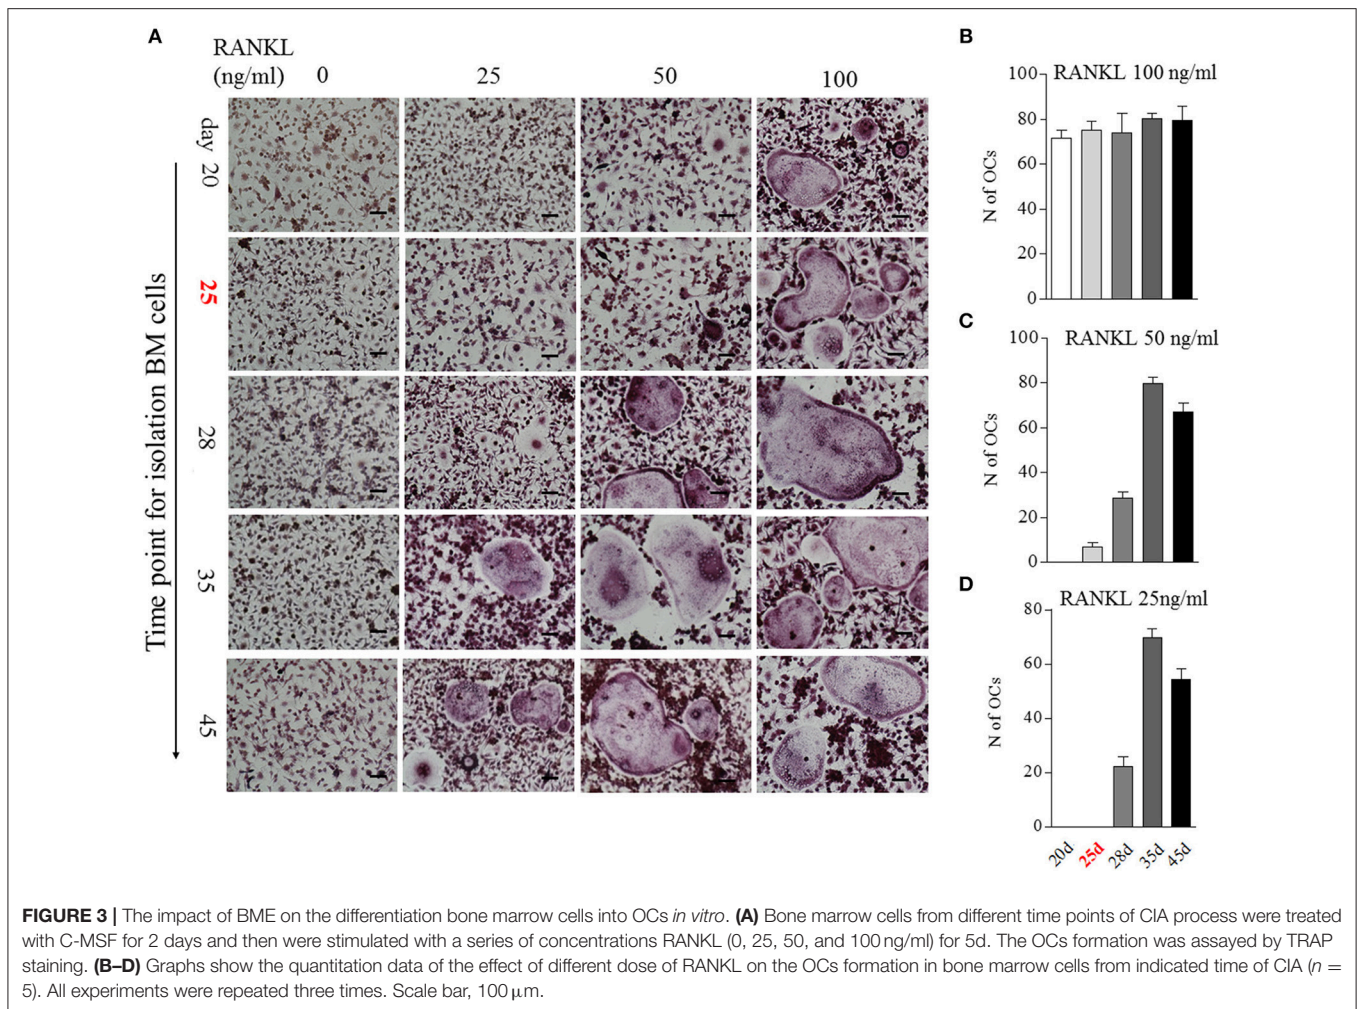 A
RANKL
(ng/ml) 0 25 50 100
day 20
25
28
35
45
Time point for isolation BM cells
B
RANKL 100 ng/ml
100
80
60
40
20
0
N of OCs
C
RANKL 50 ng/ml
100
80
60
40
20
0
N of OCs
D
RANKL 25ng/ml
80
60
40
20
0
N of OCs
20d 25d 28d 35d 45d
FIGURE 3 | The impact of BME on the differentiation bone marrow cells into OCs in vitro. (A) Bone marrow cells from different time points of CIA process were treated
with C-MSF for 2 days and then were stimulated with a series of concentrations RANKL (0, 25, 50, and 100 ng/ml) for 5d. The OCs formation was assayed by TRAP
staining. (B–D) Graphs show the quantitation data of the effect of different dose of RANKL on the OCs formation in bone marrow cells from indicated time of CIA (n =
5). All experiments were repeated three times. Scale bar, 100 μm.